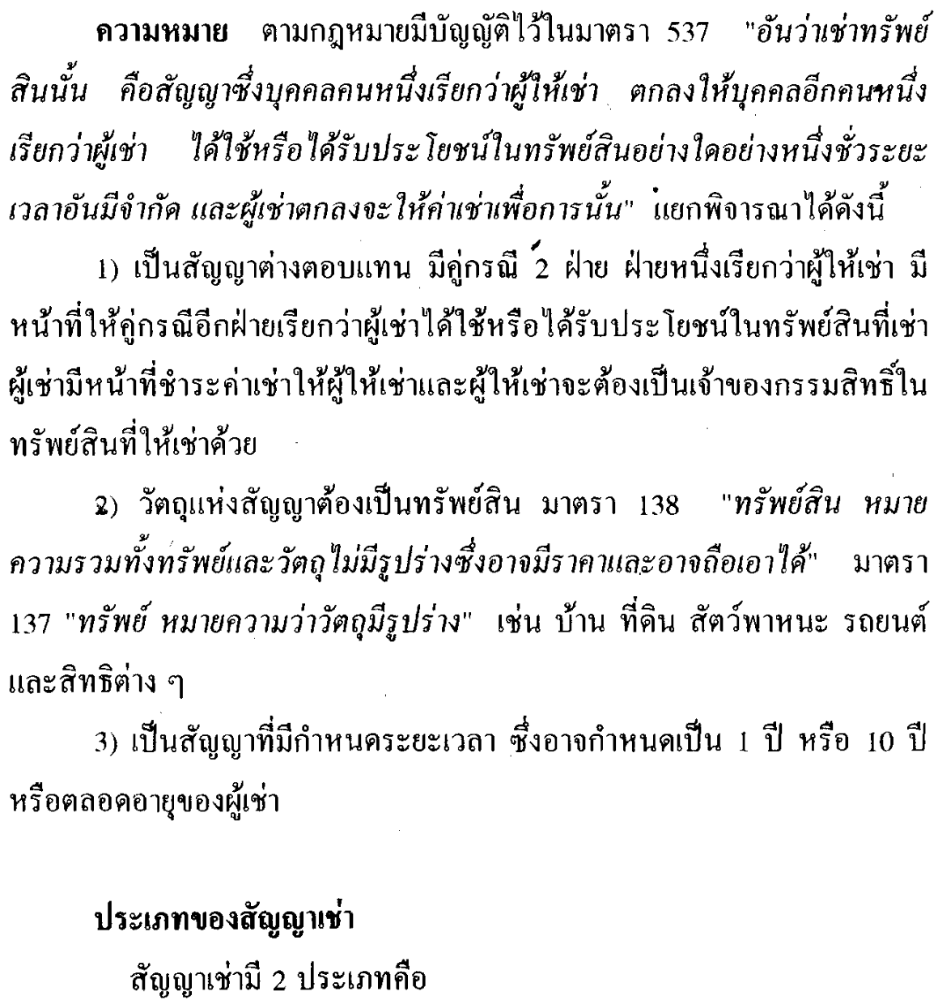 ความหมาย ตามกฎหมายมีบัญญัติไว้ในมาตรา 537 "อันว่าเช่าทรัพย์
สินนั้น คือสัญญาซึ่งบุคคลคนหนึ่งเรียกว่าผู้ให้เช่า ตกลงให้บุคคลอีกคนหนึ่ง
เรียกว่าผู้เช่า ได้ใช้หรือได้รับประโยชน์ในทรัพย์สินอย่างใดอย่างหนึ่งชั่วระยะ
เวลาอันมีจำกัด และผู้เช่าตกลงจะให้ค่าเช่าเพื่อการนั้น" แยกพิจารณาได้ดังนี้
1) เป็นสัญญาต่างตอบแทน มีคู่กรณี 2 ฝ่าย ฝ่ายหนึ่งเรียกว่าผู้ให้เช่า มี
หน้าที่ให้คู่กรณีอีกฝ่ายเรียกว่าผู้เช่าได้ใช้หรือได้รับประโยชน์ในทรัพย์สินที่เช่า
ผู้เช่ามีหน้าที่ชำระค่าเช่าให้ผู้ให้เช่าและผู้ให้เช่าจะต้องเป็นเจ้าของกรรมสิทธิ์ใน
ทรัพย์สินที่ให้เช่าด้วย
2) วัตถุแห่งสัญญาต้องเป็นทรัพย์สิน มาตรา 138 "ทรัพย์สิน หมาย
ความรวมทั้งทรัพย์และวัตถุไม่มีรูปร่างซึ่งอาจมีราคาและอาจถือเอาได้" มาตรา
137 "ทรัพย์ หมายความว่าวัตถุมีรูปร่าง" เช่น บ้าน ที่ดิน สัตว์พาหนะ รถยนต์
และสิทธิต่าง ๆ
3) เป็นสัญญาที่มีกำหนดระยะเวลา ซึ่งอาจกำหนดเป็น 1 ปี หรือ 10 ปี
หรือตลอดอายุของผู้เช่า
ประเภทของสัญญาเช่า
สัญญาเช่ามี 2 ประเภทคือ